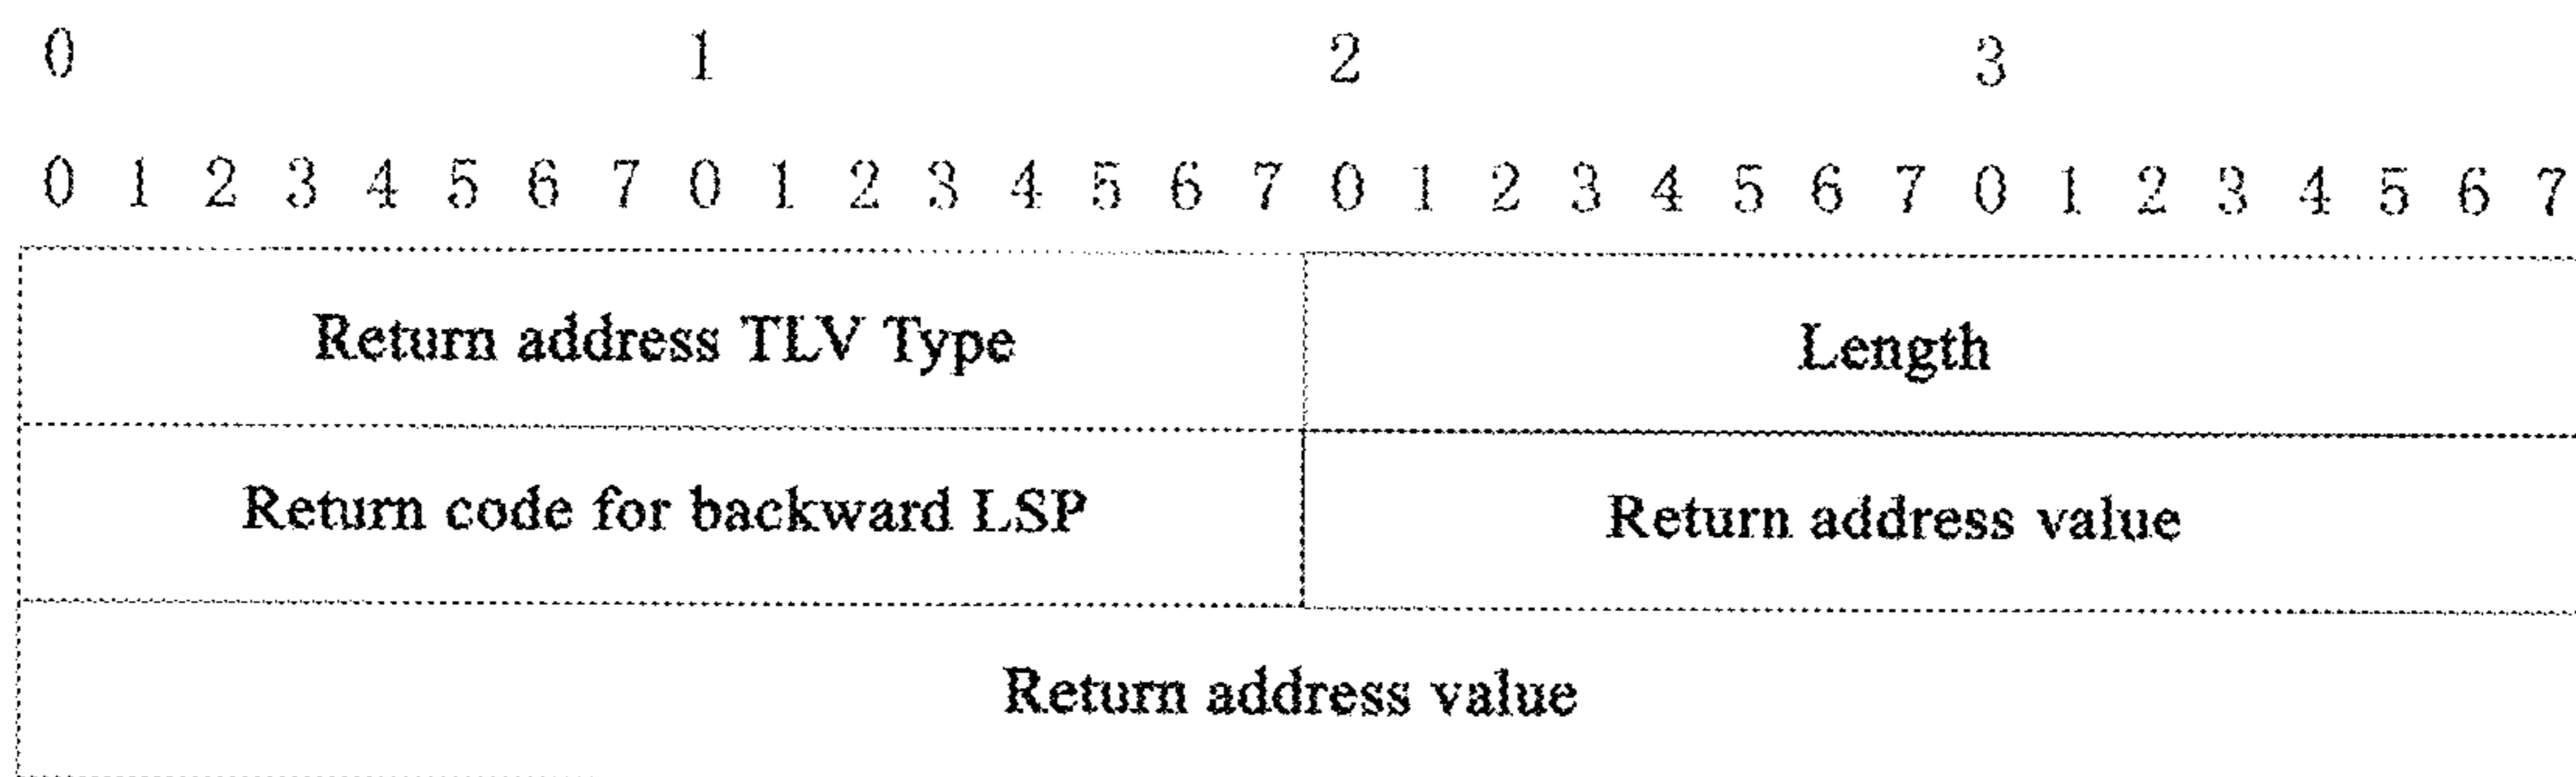 0 1 2 3
0 1 2 3 4 5 6 7 0 1 2 3 4 5 6 7 0 1 2 3 4 5 6 7 0 1 2 3 4 5 6 7
Return address TLV Type Length
Return code for backward LSP Return address value
Return address value